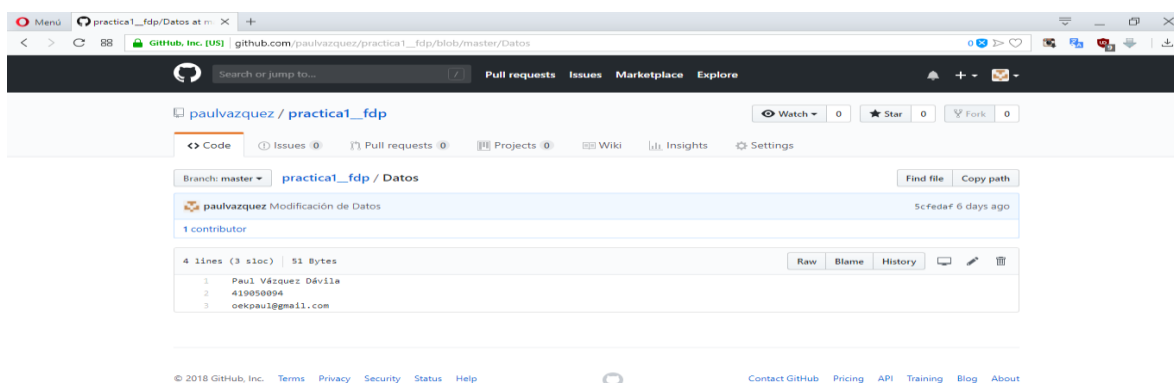 Menú practica1__fdp/Datos at m
GitHub, Inc. [US] github.com/paulvazquez/practica1__fdp/blob/master/Datos 0
Search or jump to... / Pull requests Issues Marketplace Explore
paulvazquez / practica1__fdp Watch 0 Star 0 Fork 0
Code Issues 0 Pull requests 0 Projects 0 Wiki Insights Settings
Branch: master practica1__fdp / Datos Find file Copy path
paulvazquez Modificación de Datos 5cfedaf 6 days ago
1 contributor
4 lines (3 sloc) 51 Bytes Raw Blame History
1 Paul Vázquez Dávila
2 419050094
3 oekpaul@gmail.com
© 2018 GitHub, Inc. Terms Privacy Security Status Help Contact GitHub Pricing API Training Blog About